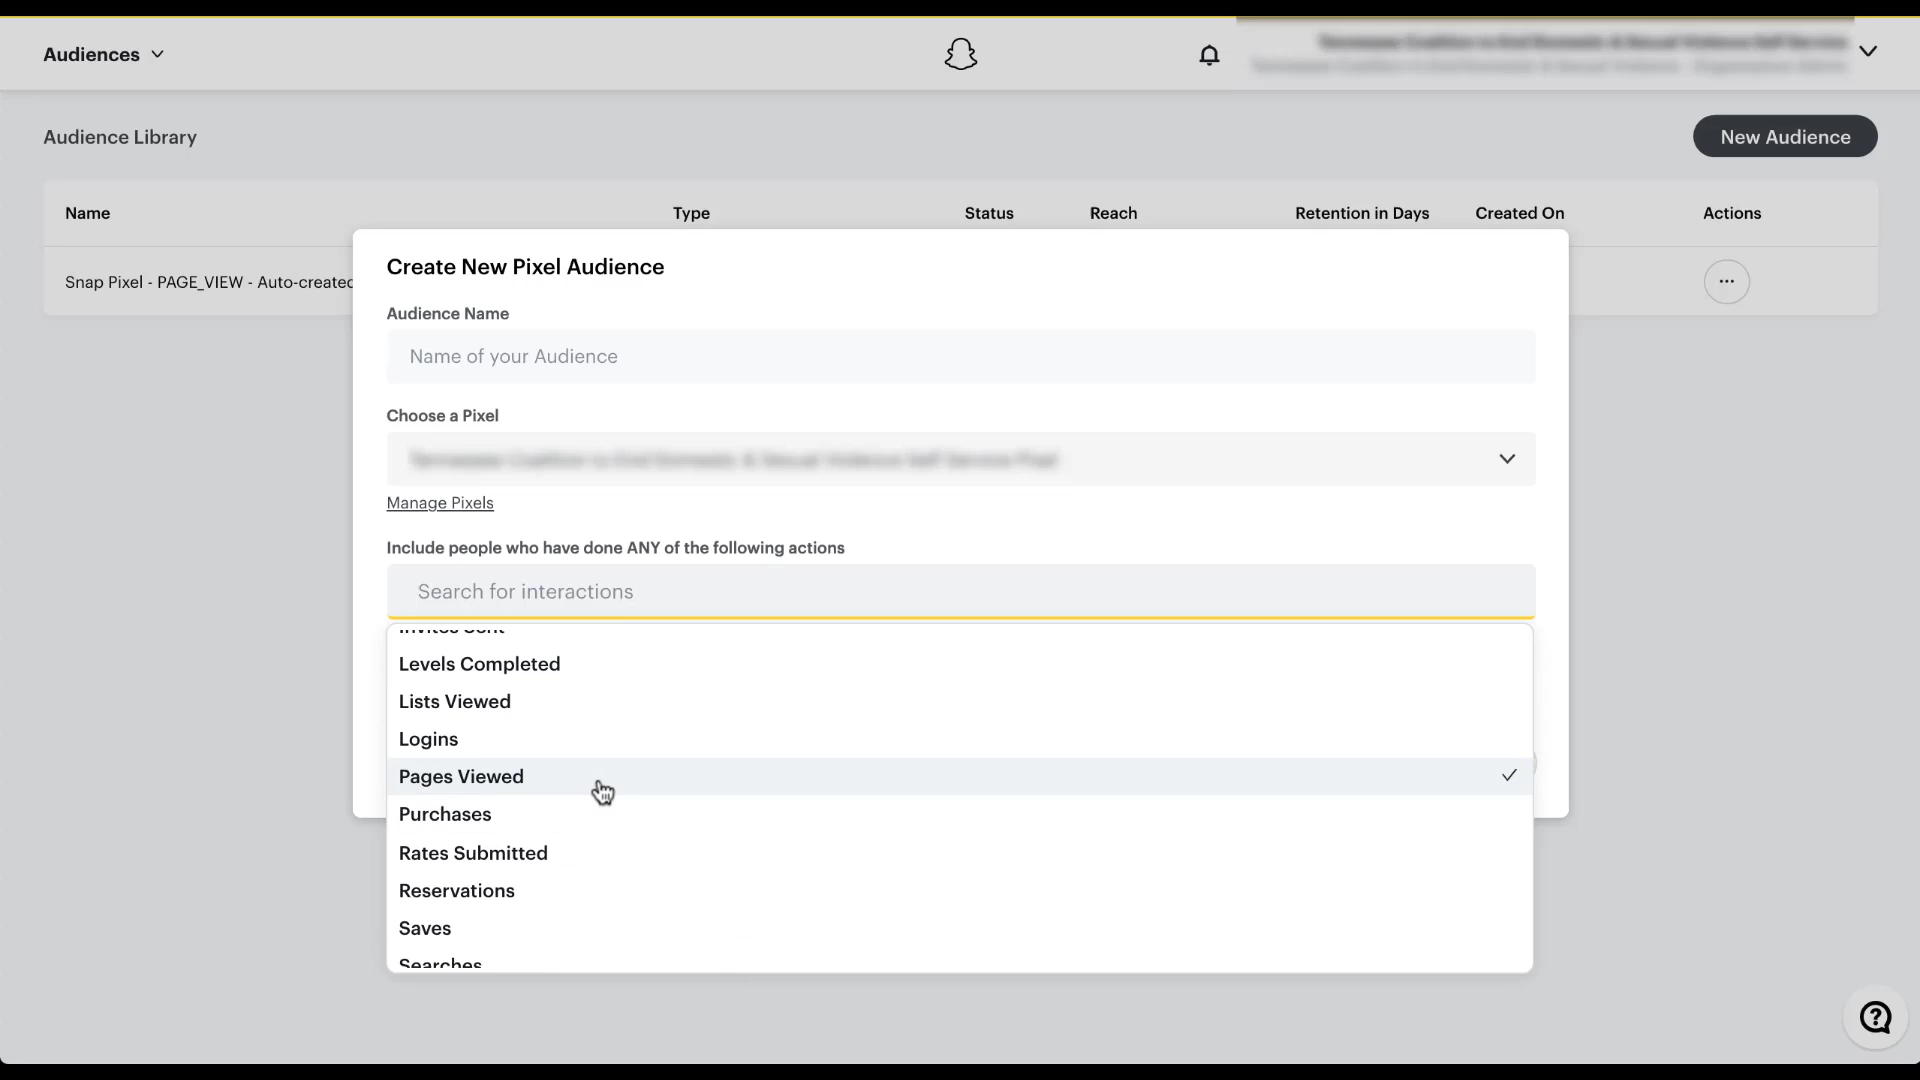 Audiences
Audience Library
New Audience
Name
Type
Status
Reach
Retention in Days
Created On
Actions
Snap Pixel - PAGE_VIEW - Auto-created
Create New Pixel Audience
Audience Name
Name of your Audience
Choose a Pixel
Manage Pixels
Include people who have done ANY of the following actions
Search for interactions
Invites Sent
Levels Completed
Lists Viewed
Logins
Pages Viewed
Purchases
Rates Submitted
Reservations
Saves
Searches